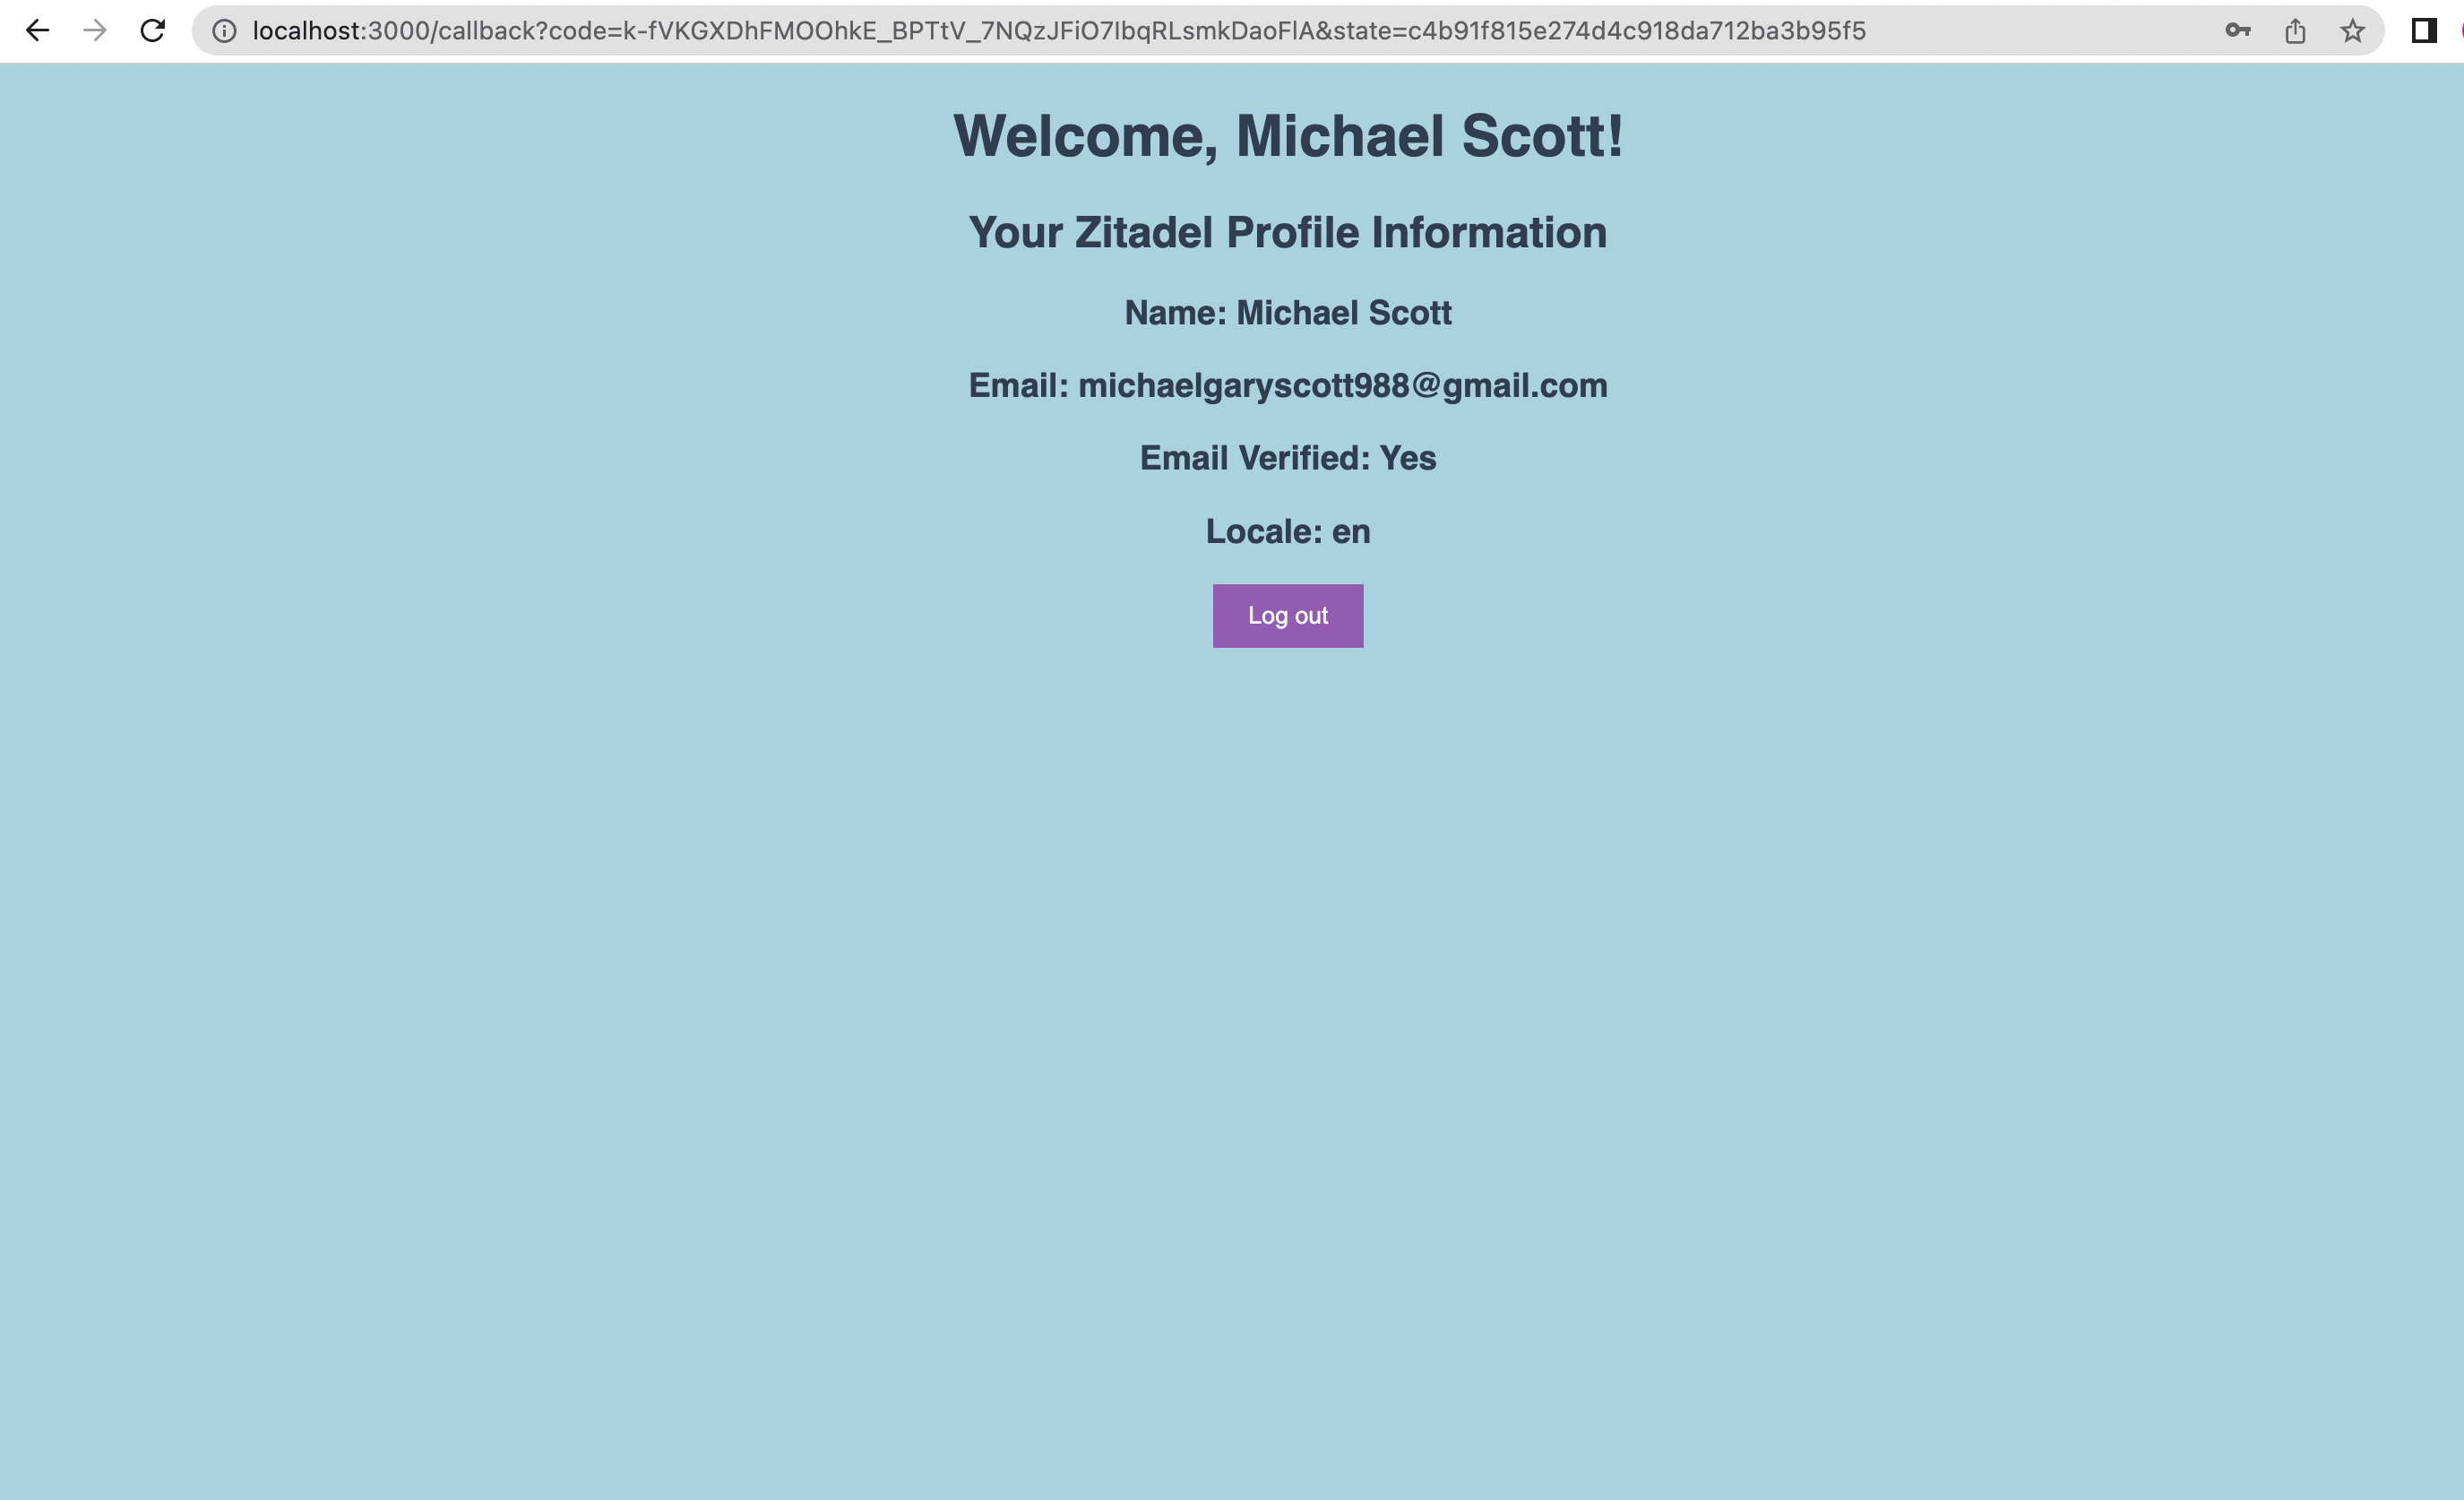 localhost:3000/callback?code=k-fVKGXDhFMOOhkE_BPTtV_7NQzJFiO7IbqRLsmkDaoFlA&state=c4b91f815e274d4c918da712ba3b95f5
Welcome, Michael Scott!
Your Zitadel Profile Information
Name: Michael Scott
Email: michaelgaryscott988@gmail.com
Email Verified: Yes
Locale: en
Log out